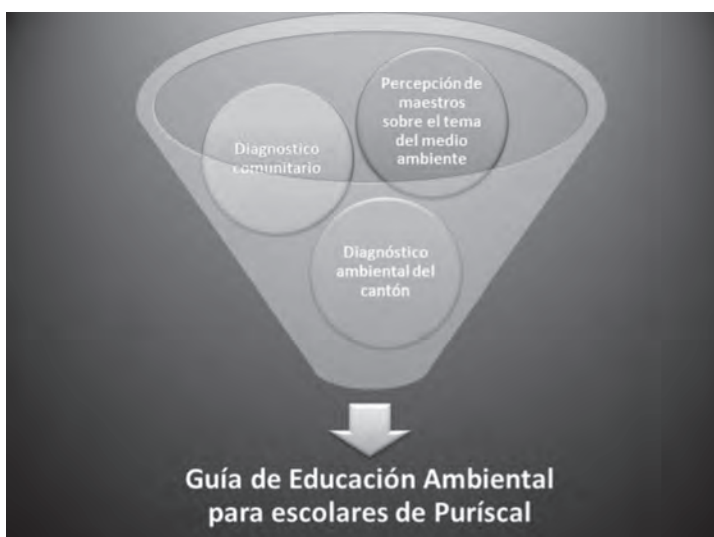 Percepción de
maestros
sobre el tema
del medio
ambiente
Diagnostico
comunitario
Diagnóstico
ambiental del
cantón
Guía de Educación Ambiental
para escolares de Puríscal